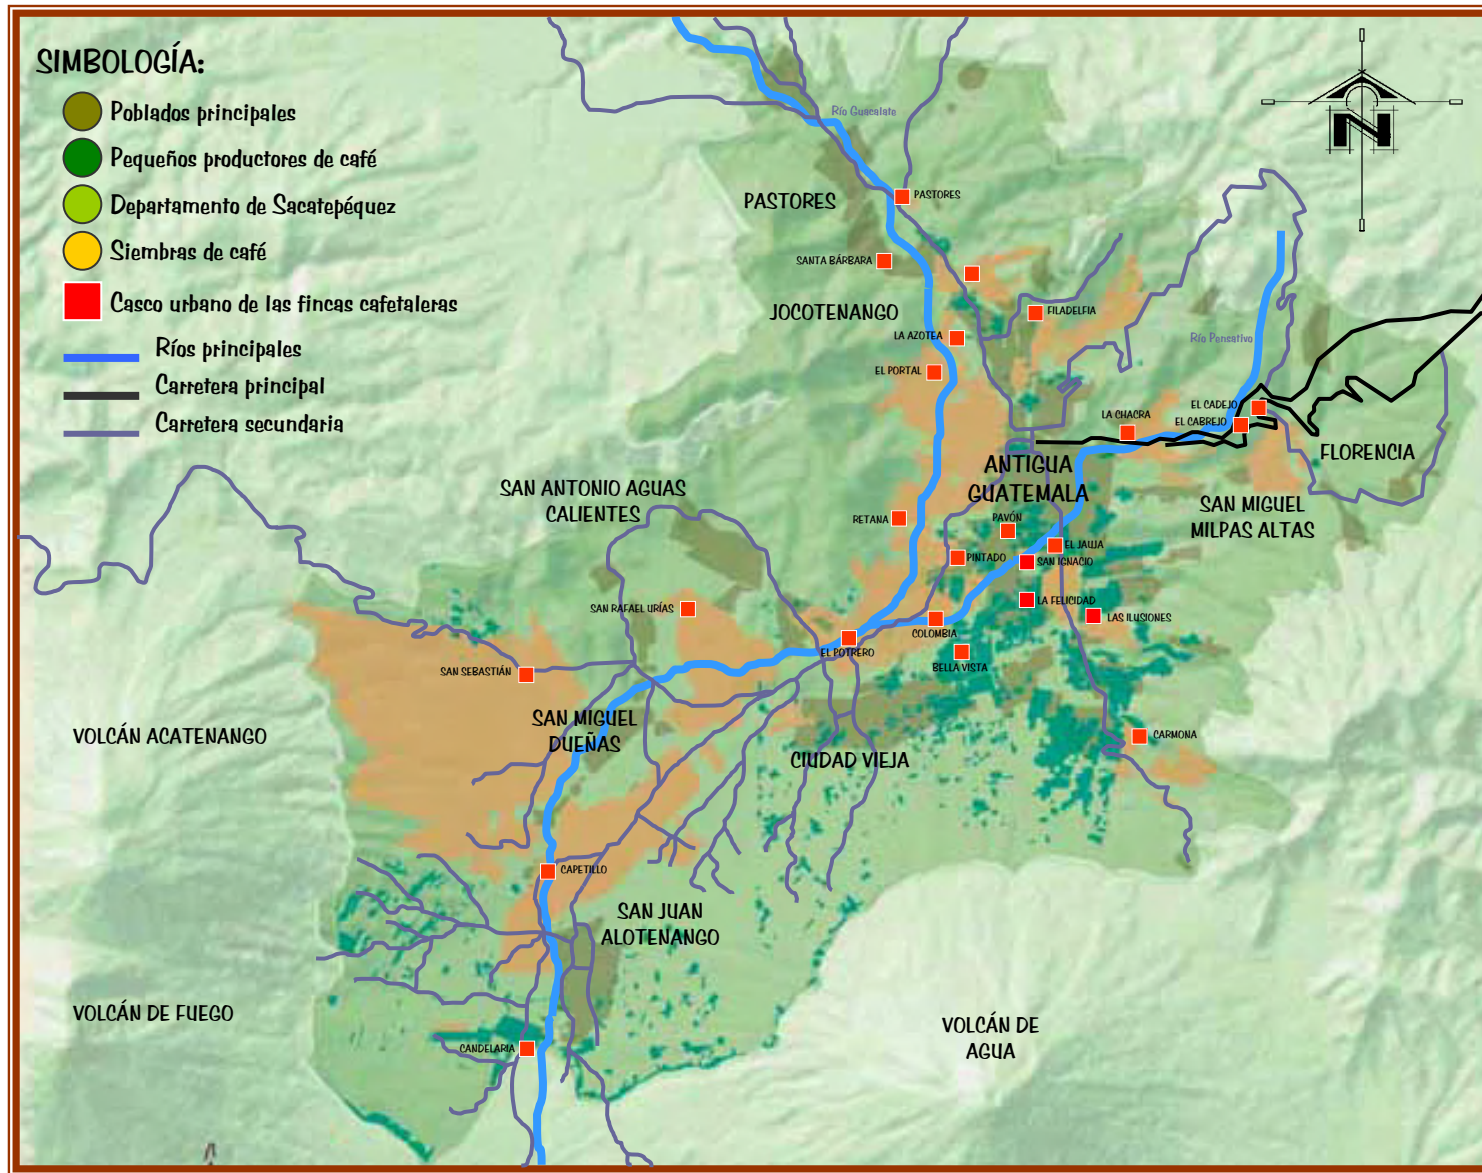 SIMBOLOGÍA:
Poblados principales
Pequeños productores de café
Departamento de Sacatepéquez
Siembras de café
Casco urbano de las fincas cafetaleras
Ríos principales
Carretera principal
Carretera secundaria
N
Río Guacalate
PASTORES
PASTORES
SANTA BÁRBARA
JOCOTENANGO
FILADELFIA
LA AZOTEA
Río Pensativo
EL PORTAL
EL CADEJO
LA CHACRA
EL CABREJO
FLORENCIA
ANTIGUA
GUATEMALA
SAN ANTONIO AGUAS
CALIENTES
SAN MIGUEL
MILPAS ALTAS
RETANA
PAVÓN
EL JAUJA
PINTADO
SAN IGNACIO
LA FELICIDAD
SAN RAFAEL URÍAS
LAS ILUSIONES
COLOMBIA
EL POTRERO
BELLA VISTA
SAN SEBASTIÁN
SAN MIGUEL
DUEÑAS
VOLCÁN ACATENANGO
CARMONA
CIUDAD VIEJA
CAPETILLO
SAN JUAN
ALOTENANGO
VOLCÁN DE FUEGO
VOLCÁN DE
AGUA
CANDELARIA